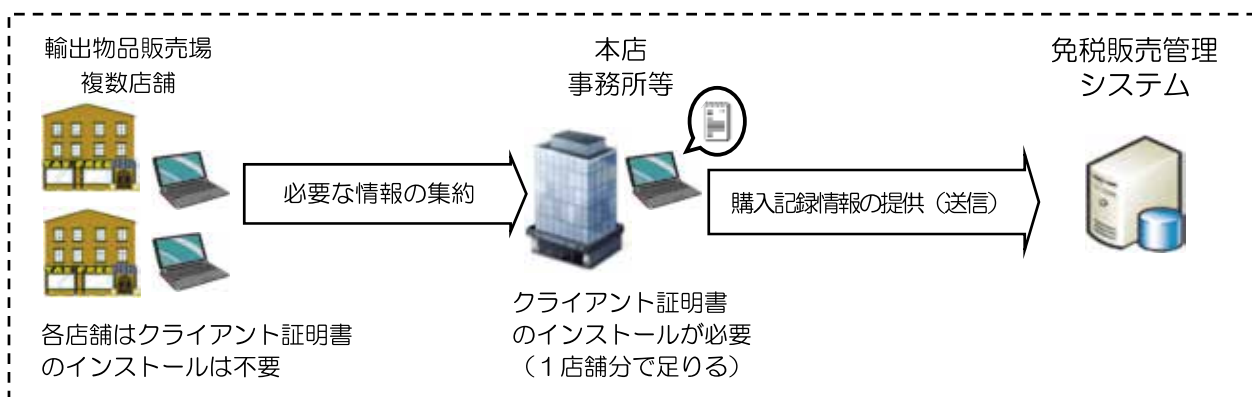 輸出物品販売場
複数店舗
本店
事務所等
免税販売管理
システム
必要な情報の集約
購入記録情報の提供（送信）
各店舗はクライアント証明書
のインストールは不要
クライアント証明書
のインストールが必要
（１店舗分で足りる）